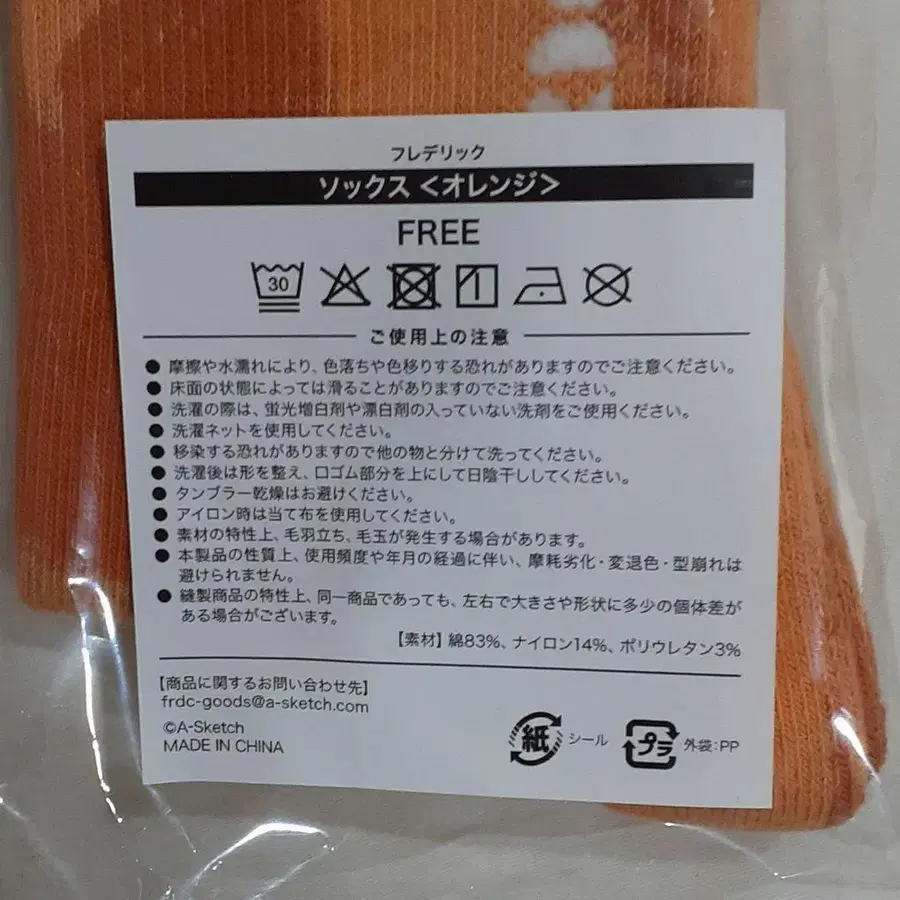 フレデリック
ソックス＜オレンジ＞
FREE
30
ご使用上の注意
● 摩擦や水濡れにより、色落ちや色移りする恐れがありますのでご注意ください。
● 床面の状態によっては滑ることがありますのでご注意ください。
● 洗濯の際は、蛍光増白剤や漂白剤の入っていない洗剤をご使用ください。
● 洗濯ネットを使用してください。
● 移染する恐れがありますので他の物と分けて洗ってください。
● 洗濯後は形を整え、口ゴム部分を上にして日陰干ししてください。
● タンブラー乾燥はお避けください。
● アイロン時は当て布を使用してください。
● 素材の特性上、毛羽立ち、毛玉が発生する場合があります。
● 本製品の性質上、使用頻度や年月の経過に伴い、摩耗劣化・変退色・型崩れは
避けられません。
● 縫製商品の特性上、同一商品であっても、左右で大きさや形状に多少の個体差が
ある場合がございます。
【素材】綿83%、ナイロン14%、ポリウレタン3%
【商品に関するお問い合わせ先】
frdc-goods@a-sketch.com
©A-Sketch
MADE IN CHINA
紙 シール
プラ 外袋：PP